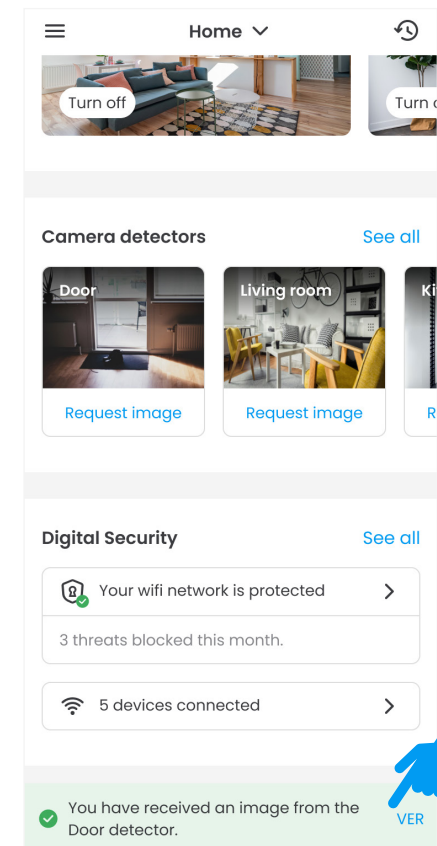 Home
Turn off
Turn
Camera detectors
See all
Door
Living room
Ki
Request image
Request image
R
Digital Security
See all
Your wifi network is protected
3 threats blocked this month.
5 devices connected
You have received an image from the
Door detector.
VER